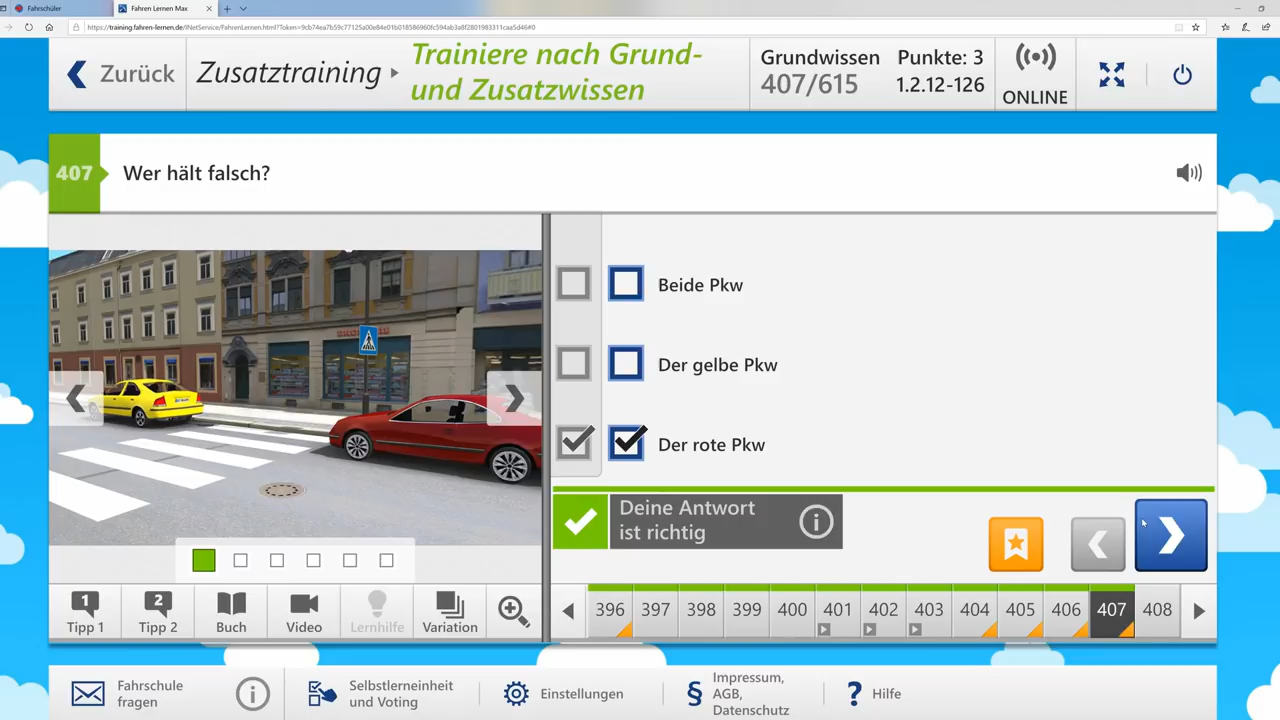 Fahrschüler
Fahren Lernen Max
https://training.fahren-lernen.de/INetService/FahrenLernen.html?Token=9cb74ea7b59c77125a00e84e01b018586960fc594ab3a8f2801983311caa5d46#0
Zurück
Zusatztraining
Trainiere nach Grund-
und Zusatzwissen
Grundwissen
407/615
Punkte: 3
1.2.12-126
ONLINE
407
Wer hält falsch?
Beide Pkw
Der gelbe Pkw
Der rote Pkw
Deine Antwort
ist richtig
1
Tipp 1
2
Tipp 2
Buch
Video
Lernhilfe
Variation
396
397
398
399
400
401
402
403
404
405
406
407
408
Fahrschule
fragen
Selbstlerneinheit
und Voting
Einstellungen
§
Impressum,
AGB,
Datenschutz
?
Hilfe